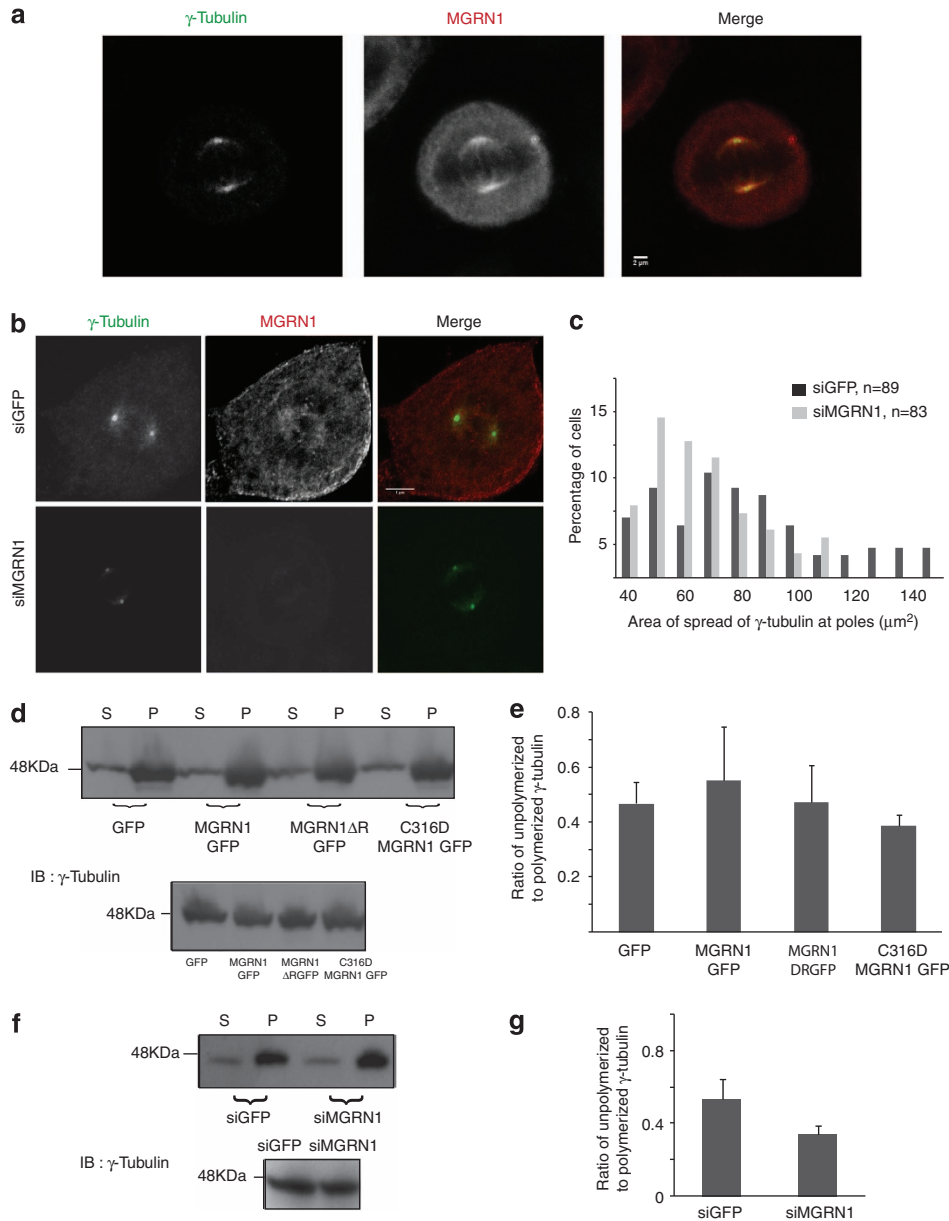 a
γ-Tubulin MGRN1 Merge
2 μm
b
γ-Tubulin MGRN1 Merge
siGFP
1 μm
siMGRN1
c
siGFP, n=89
siMGRN1, n=83
Percentage of cells
15
10
5
40 60 80 100 120 140
Area of spread of γ-tubulin at poles (μm²)
d
S P S P S P S P
48KDa
GFP MGRN1 GFP MGRN1ΔR GFP C316D MGRN1 GFP
IB : γ-Tubulin
48KDa
GFP MGRN1 GFP MGRN1 ΔRGFP C316D MGRN1 GFP
e
Ratio of unpolymerized
to polymerized γ-tubulin
0.8
0.6
0.4
0.2
GFP MGRN1 GFP MGRN1 DRGFP C316D MGRN1 GFP
f
S P S P
48KDa
siGFP siMGRN1
siGFP siMGRN1
IB : γ-Tubulin
48KDa
g
Ratio of unpolymerized
to polymerized γ-tubulin
0.8
0.4
0
siGFP siMGRN1